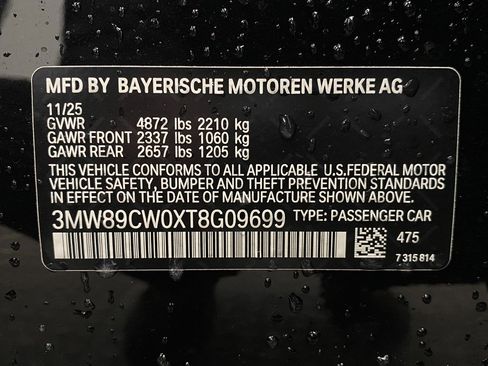 MFD BY BAYERISCHE MOTOREN WERKE AG
11/25
GVWR 4872 lbs 2210 kg
GAWR FRONT 2337 lbs 1060 kg
GAWR REAR 2657 lbs 1205 kg
THIS VEHICLE CONFORMS TO ALL APPLICABLE U.S.FEDERAL MOTOR
VEHICLE SAFETY, BUMPER AND THEFT PREVENTION STANDARDS
IN EFFECT ON THE DATE OF MANUFACTURE SHOWN ABOVE.
3MW89CW0XT8G09699 TYPE: PASSENGER CAR
475
7 315 814